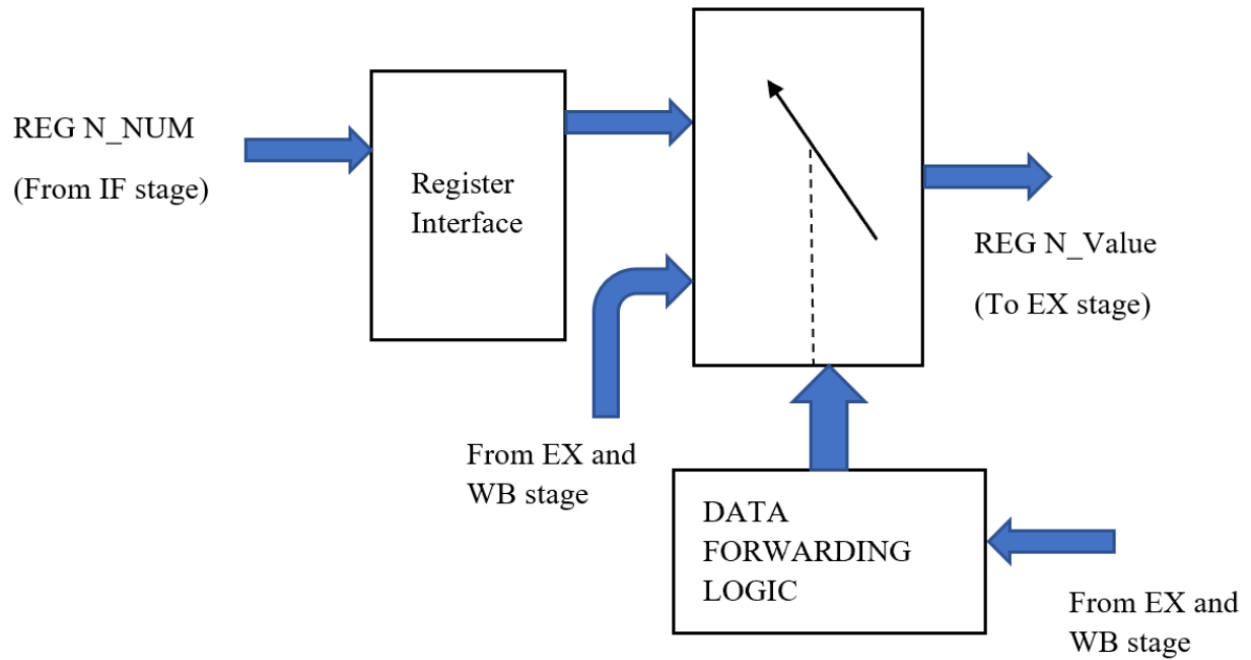 REG N_NUM
(From IF stage)
Register
Interface
REG N_Value
(To EX stage)
From EX and
WB stage
DATA
FORWARDING
LOGIC
From EX and
WB stage